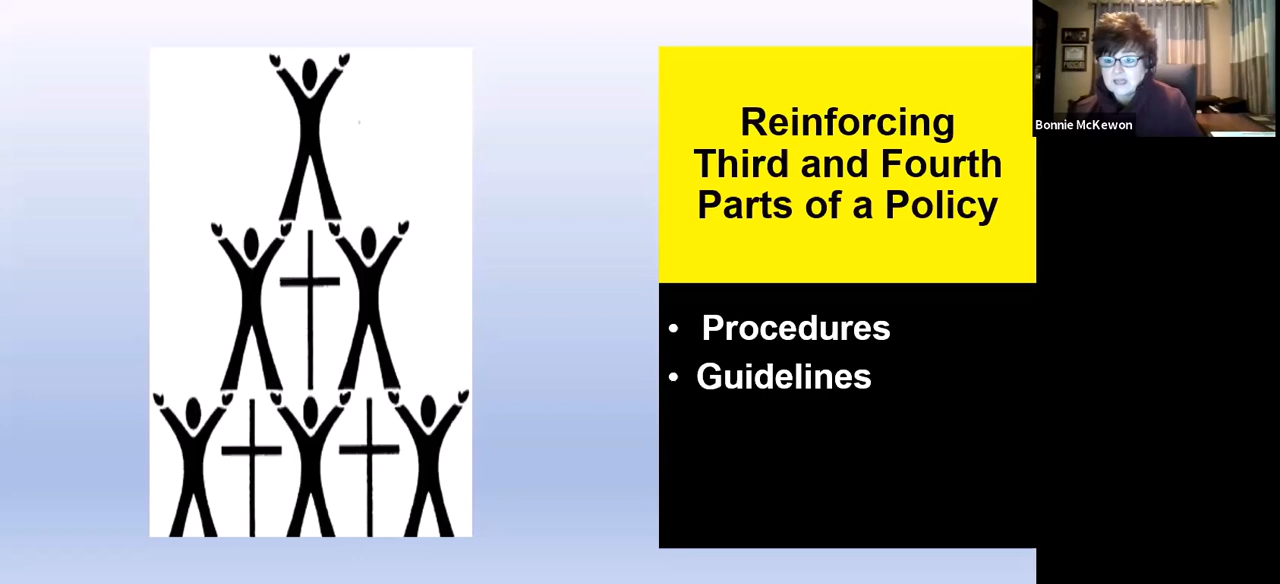 Reinforcing
Third and Fourth
Parts of a Policy
• Procedures
• Guidelines
Bonnie McKewon